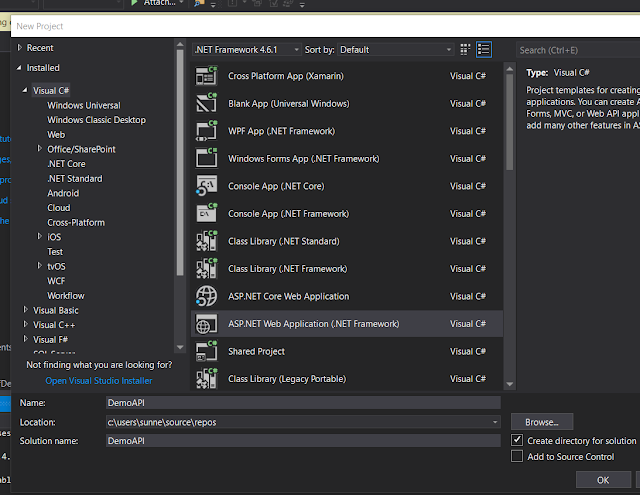 Attach...
New Project
Recent
Installed
Visual C#
Windows Universal
Windows Classic Desktop
Web
Office/SharePoint
.NET Core
.NET Standard
Android
Cloud
Cross-Platform
iOS
Test
tvOS
WCF
Workflow
Visual Basic
Visual C++
Visual F#
SQL Server
Not finding what you are looking for?
Open Visual Studio Installer
.NET Framework 4.6.1 Sort by: Default
Cross Platform App (Xamarin) Visual C#
Blank App (Universal Windows) Visual C#
WPF App (.NET Framework) Visual C#
Windows Forms App (.NET Framework) Visual C#
Console App (.NET Core) Visual C#
Console App (.NET Framework) Visual C#
Class Library (.NET Standard) Visual C#
Class Library (.NET Framework) Visual C#
ASP.NET Core Web Application Visual C#
ASP.NET Web Application (.NET Framework) Visual C#
Shared Project Visual C#
Class Library (Legacy Portable) Visual C#
Search (Ctrl+E)
Type: Visual C#
Project templates for creating
applications. You can create A
Forms, MVC, or Web API appl
add many other features in AS
Name: DemoAPI
Location: c:\users\sunne\source\repos
Solution name: DemoAPI
Browse...
Create directory for solution
Add to Source Control
OK